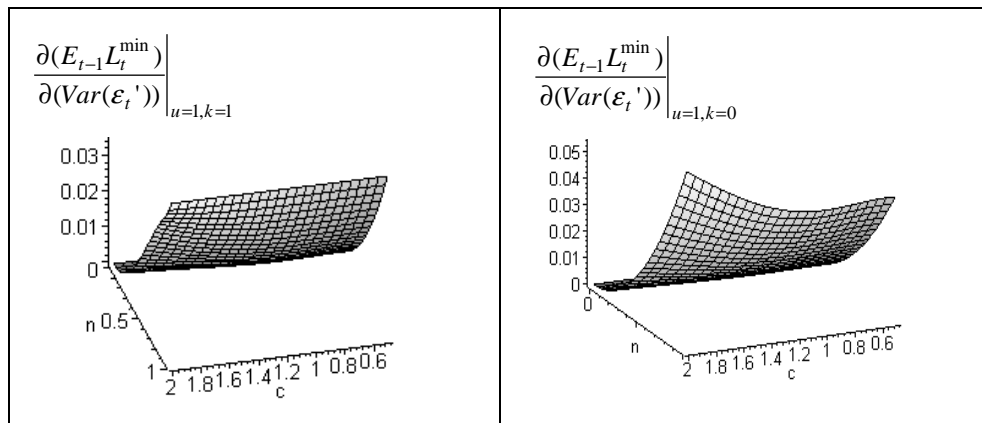 ∂(E_{t−1}L_t^{min}) / ∂(Var(ε_t')) |_{u=1,k=1}
0.03
0.02
0.01
0
n 0.5
1
2 1.8 1.6 1.4 1.2 1 0.8 0.6
c
∂(E_{t−1}L_t^{min}) / ∂(Var(ε_t')) |_{u=1,k=0}
0.05
0.04
0.03
0.02
0.01
0
0
n
2 1.8 1.6 1.4 1.2 1 0.8 0.6
c